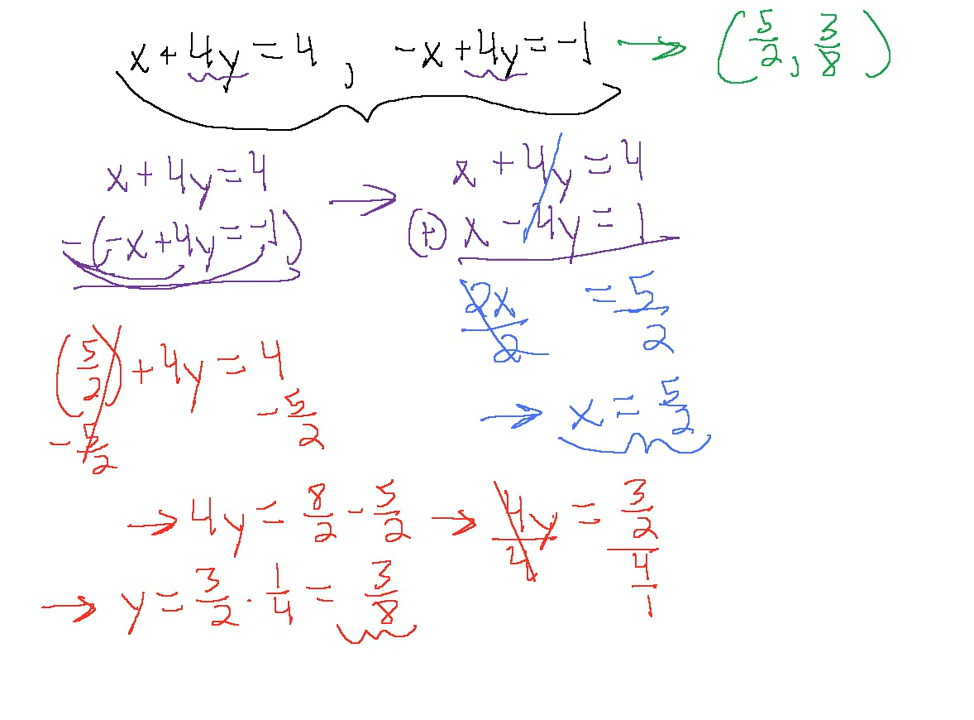 x + 4y = 4 , -x + 4y = -1 → (5/2, 3/8)
x + 4y = 4 → x + 4y = 4
-(-x + 4y = -1) (+) x - 4y = 1
2x/2 = 5/2
(5/2) + 4y = 4
- 5/2 - 5/2
→ x = 5/2
→ 4y = 8/2 - 5/2 → 4y/4 = 3/2 / 4/1
→ y = 3/2 · 1/4 = 3/8